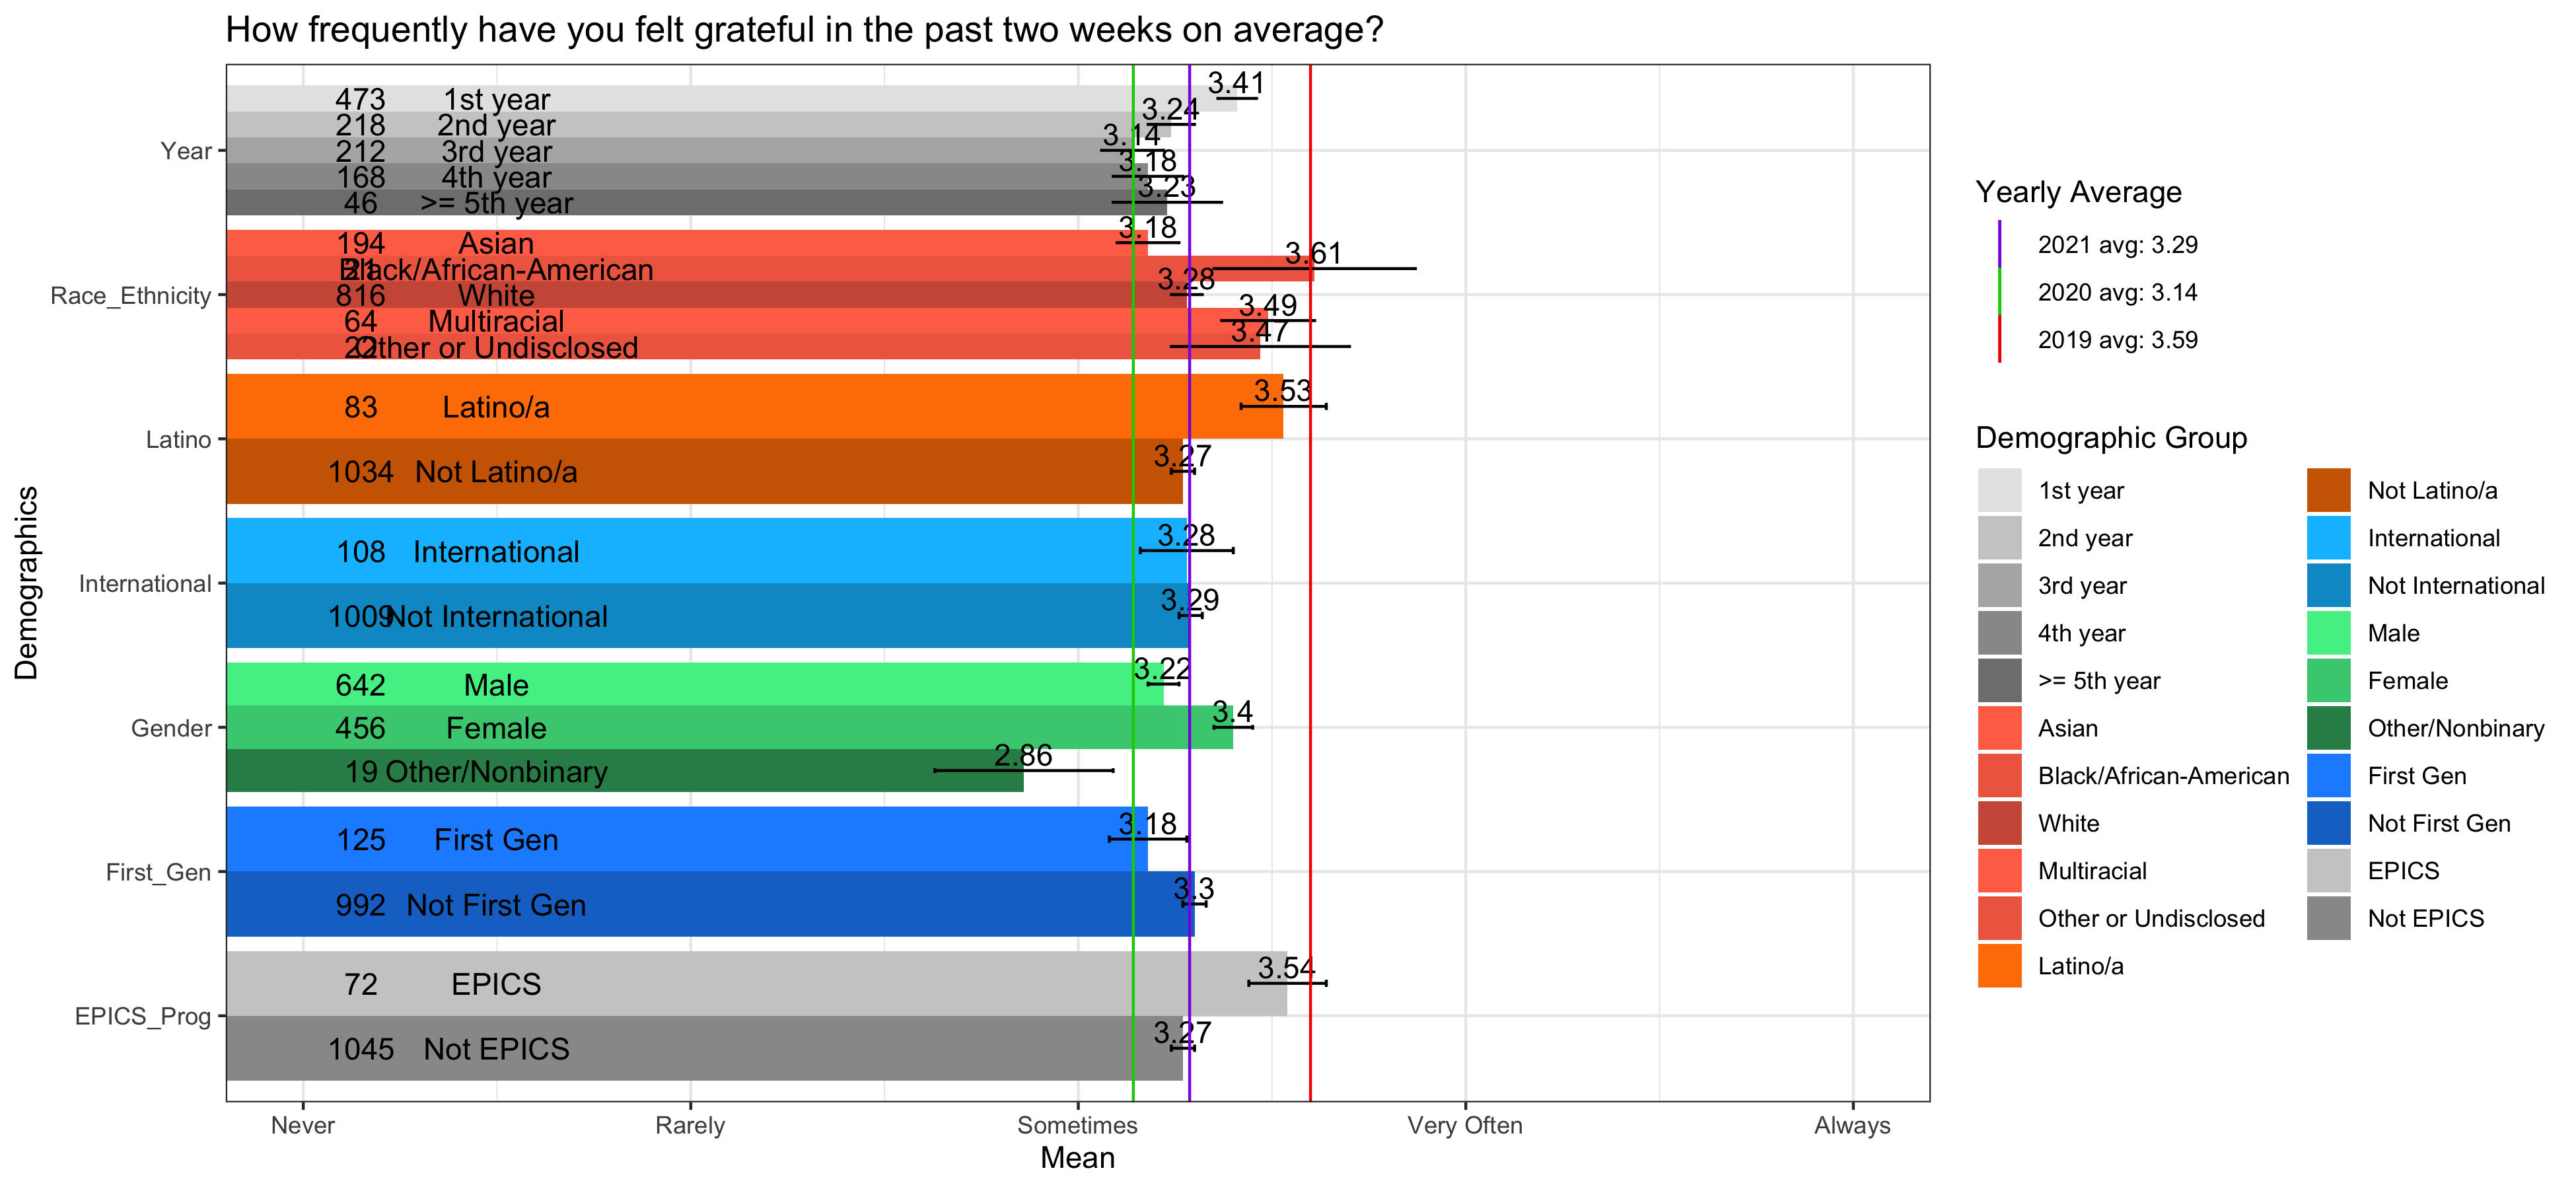 How frequently have you felt grateful in the past two weeks on average?
Demographics
Year
473 1st year 3.41
218 2nd year 3.24
212 3rd year 3.14
168 4th year 3.18
46 >= 5th year 3.23
Race_Ethnicity
194 Asian 3.18
21 Black/African-American 3.61
816 White 3.28
64 Multiracial 3.49
22 Other or Undisclosed 3.47
Latino
83 Latino/a 3.53
1034 Not Latino/a 3.27
International
108 International 3.28
1009 Not International 3.29
Gender
642 Male 3.22
456 Female 3.4
19 Other/Nonbinary 2.86
First_Gen
125 First Gen 3.18
992 Not First Gen 3.3
EPICS_Prog
72 EPICS 3.54
1045 Not EPICS 3.27
Never Rarely Sometimes Very Often Always
Mean
Yearly Average
2021 avg: 3.29
2020 avg: 3.14
2019 avg: 3.59
Demographic Group
1st year
2nd year
3rd year
4th year
>= 5th year
Asian
Black/African-American
White
Multiracial
Other or Undisclosed
Latino/a
Not Latino/a
International
Not International
Male
Female
Other/Nonbinary
First Gen
Not First Gen
EPICS
Not EPICS